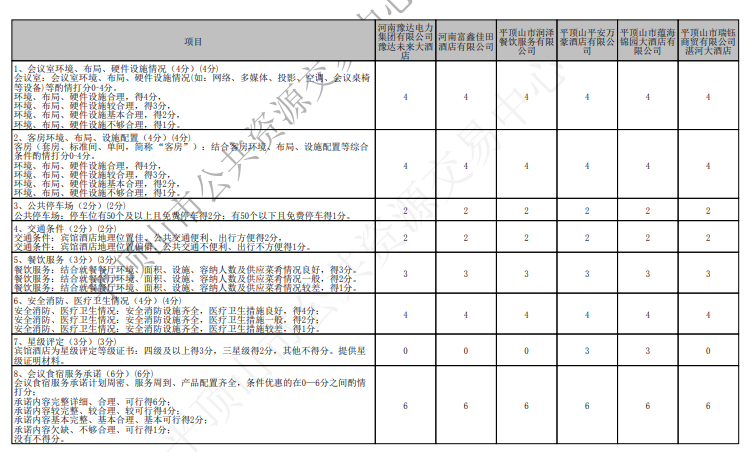 项目
河南豫达电力
集团有限公司
豫达未来大酒
店
河南富鑫佳田
酒店有限公司
平顶山市润泽
餐饮服务有限
公司
平顶山平安万
豪酒店有限公
司
平顶山市蕴海
锦园大酒店有
限公司
平顶山市瑞钰
商贸有限公司
湛河大酒店
1、会议室环境、布局、硬件设施情况（4分）(4分)
会议室：会议室环境、布局、硬件设施情况(如：网络、多媒体、投影、空调、会议桌椅
等设备)等酌情打分0-4分。
环境、布局、硬件设施合理，得4分，
环境、布局、硬件设施较合理，得3分，
环境、布局、硬件设施基本合理，得2分，
环境、布局、硬件设施不够合理，得1分。
4 4 4 4 4 4
2、客房环境、布局、设施配置（4分）(4分)
客房（套房、标准间、单间，简称“客房”）：结合客房环境、布局、设施配置等综合
条件酌情打分0-4分。
环境、布局、硬件设施合理，得4分，
环境、布局、硬件设施较合理，得3分，
环境、布局、硬件设施基本合理，得2分，
环境、布局、硬件设施不够合理，得1分。
4 4 4 4 4 4
3、公共停车场（2分）(2分)
公共停车场：停车位有50个及以上且免费停车得2分；有50个以下且免费停车得1分。
2 2 2 2 2 2
4、交通条件（2分）(2分)
交通条件：宾馆酒店地理位置佳、公共交通便利、出行方便得2分，
交通条件：宾馆酒店地理位置偏僻、公共交通不便利、出行不方便得1分。
2 2 2 2 2 2
5、餐饮服务（3分）(3分)
餐饮服务：结合就餐餐厅环境、面积、设施、容纳人数及供应菜肴情况良好，得3分。
餐饮服务：结合就餐餐厅环境、面积、设施、容纳人数及供应菜肴情况一般，得2分。
餐饮服务：结合就餐餐厅环境、面积、设施、容纳人数及供应菜肴情况较差，得1分。
3 3 3 3 3 3
6、安全消防、医疗卫生情况（4分）(4分)
安全消防、医疗卫生情况：安全消防设施齐全，医疗卫生措施良好，得4分；
安全消防、医疗卫生情况：安全消防设施齐全，医疗卫生措施一般，得2分；
安全消防、医疗卫生情况：安全消防设施齐全，医疗卫生措施较差，得1分。
4 4 4 4 4 4
7、星级评定（3分）(3分)
宾馆酒店为星级评定等级证书：四级及以上得3分，三星级得2分，其他不得分。提供星
级证明材料。
0 0 0 3 3 0
8、会议食宿服务承诺（6分）(6分)
会议食宿服务承诺计划周密、服务周到、产品配置齐全，条件优惠的在0—6分之间酌情
打分；
承诺内容完整详细、合理、可行得6分；
承诺内容较完整、较合理、较可行得4分；
承诺内容基本完整、基本合理、基本可行得2分；
承诺内容欠缺、不够合理、可行得1分；
没有不得分。
6 6 6 6 6 6
平顶山市公共资源交易中心
平顶山市公共资源交易中心